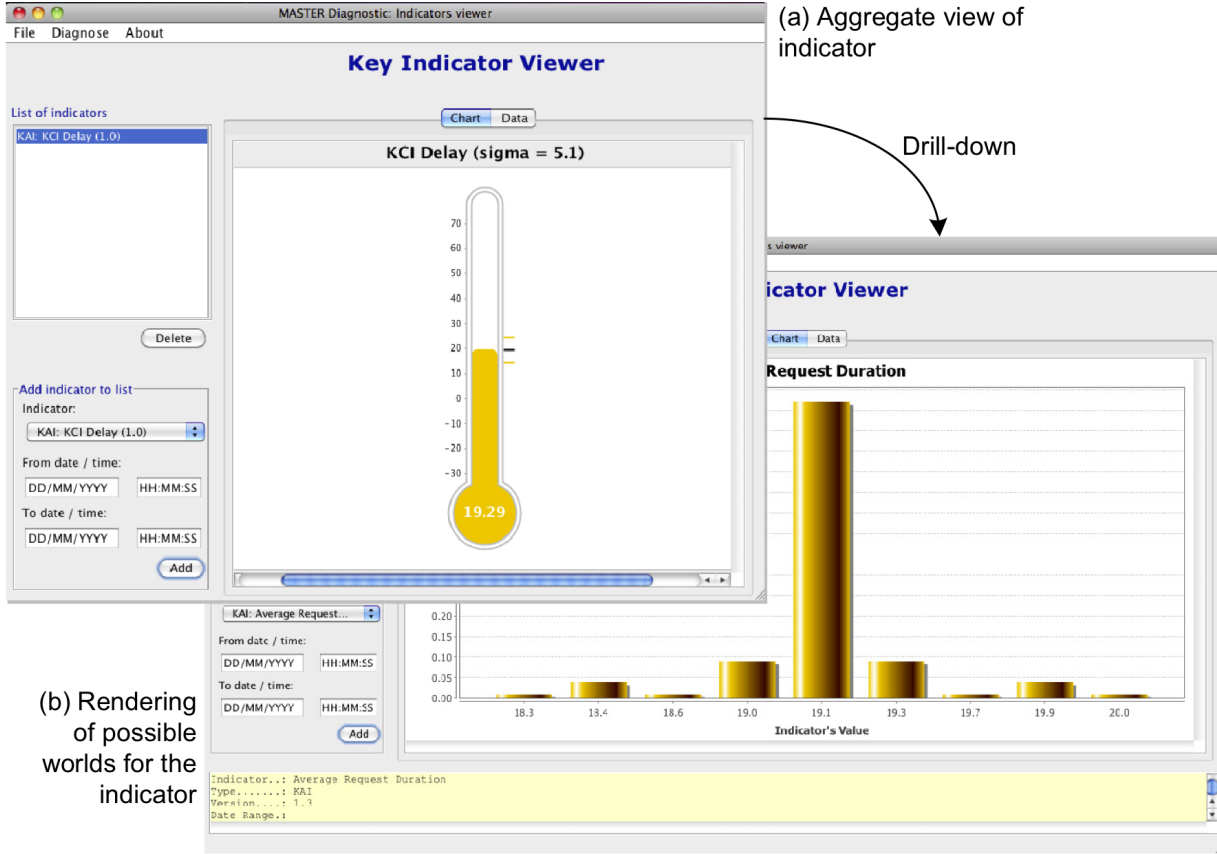 MASTER Diagnostic: Indicators viewer
File Diagnose About
Key Indicator Viewer
List of indicators
KAI: KCI Delay (1.0)
Delete
Add indicator to list
Indicator:
KAI: KCI Delay (1.0)
From date / time:
DD/MM/YYYY HH:MM:SS
To date / time:
DD/MM/YYYY HH:MM:SS
Add
Chart Data
KCI Delay (sigma = 5.1)
70
60
50
40
30
20
10
0
-10
-20
-30
19.29
(a) Aggregate view of
indicator
Drill-down
s viewer
icator Viewer
Chart Data
Request Duration
0.20
0.15
0.10
0.05
0.00
18.3 18.4 18.6 19.0 19.1 19.3 19.7 19.9 20.0
Indicator's Value
KAI: Average Request...
From date / time:
DD/MM/YYYY HH:MM:SS
To date / time:
DD/MM/YYYY HH:MM:SS
Add
(b) Rendering
of possible
worlds for the
indicator
Indicator..: Average Request Duration
Type.......: KAI
Version....: 1.3
Date Range.: